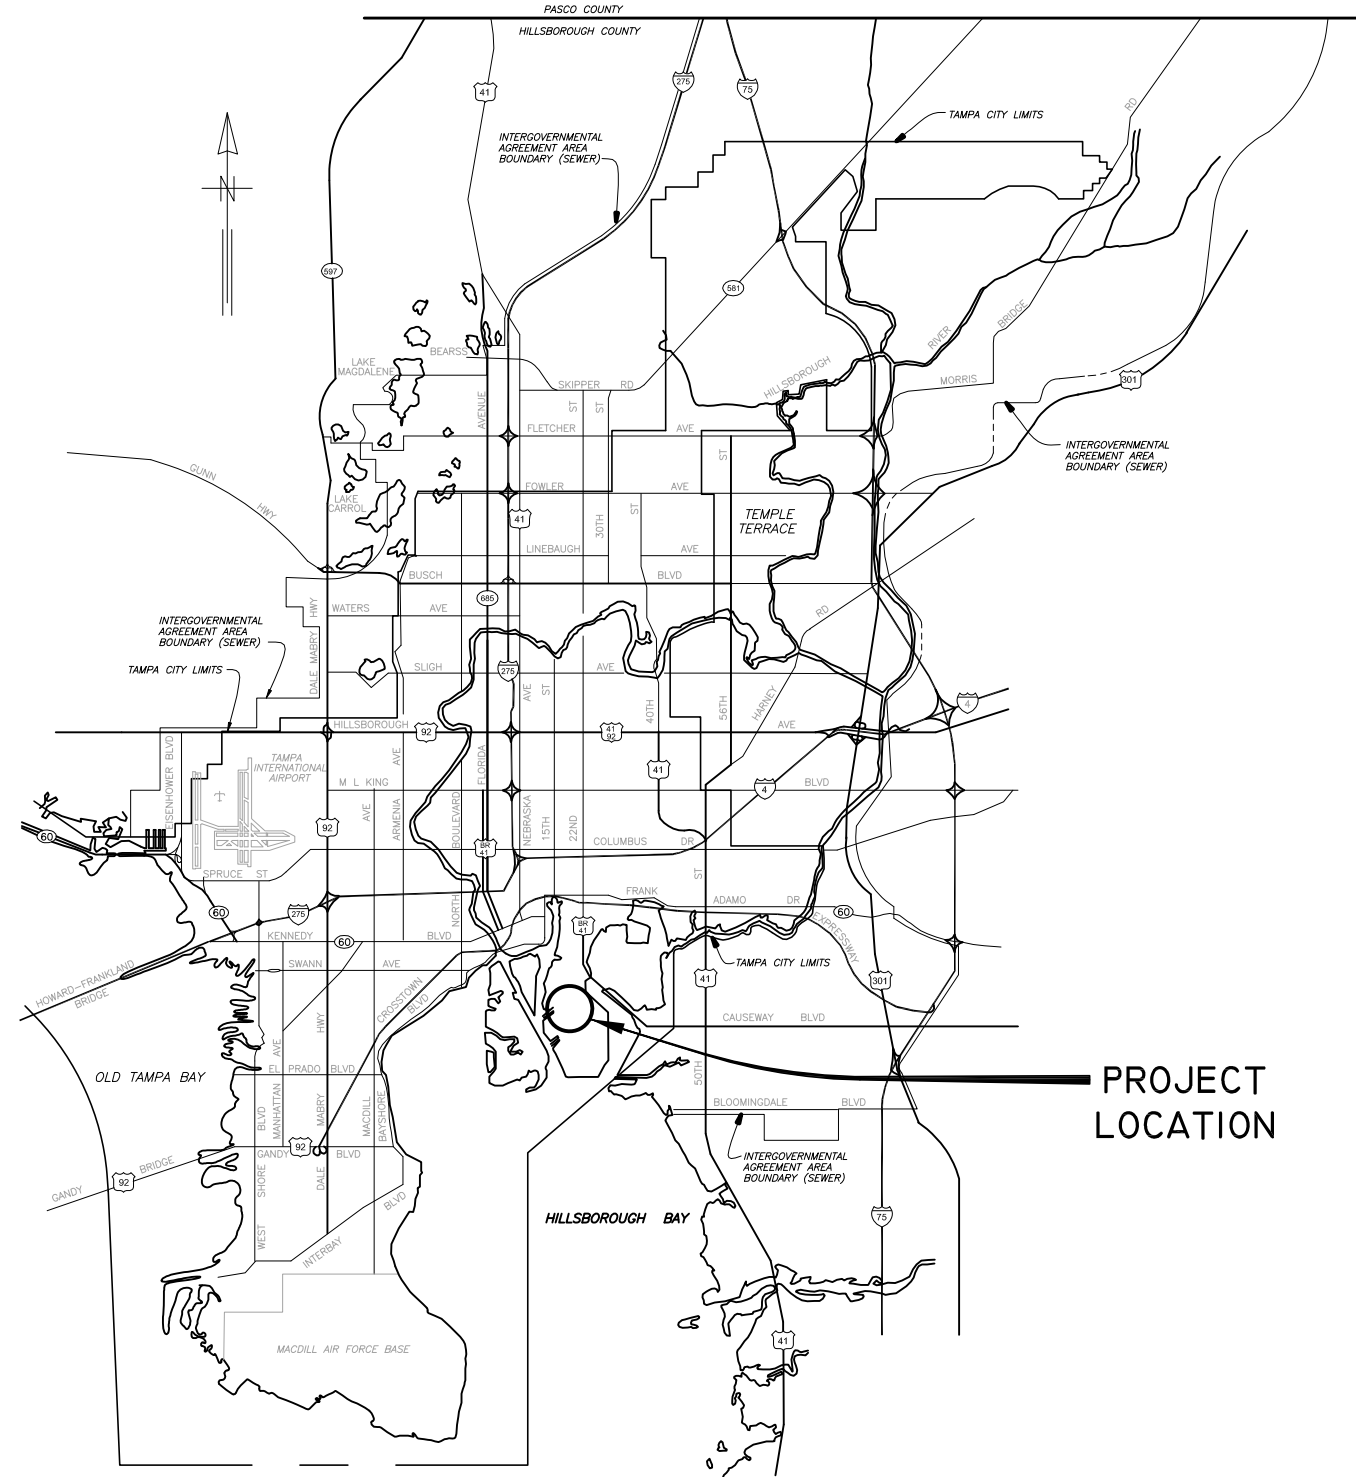 PASCO COUNTY
HILLSBOROUGH COUNTY
41
275
75
INTERGOVERNMENTAL
AGREEMENT AREA
BOUNDARY (SEWER)
TAMPA CITY LIMITS
RD
N
597
581
BRIDGE
RIVER
HILLSBOROUGH
MORRIS
301
LAKE
MAGDALENE
BEARSS
SKIPPER RD
AVENUE
ST
ST
FLETCHER AVE
ST
INTERGOVERNMENTAL
AGREEMENT AREA
BOUNDARY (SEWER)
GUNN
HWY
LAKE
CARROL
FOWLER AVE
41
30TH
ST
TEMPLE
TERRACE
LINEBAUGH AVE
BUSCH BLVD
685
WATERS AVE
HWY
DALE MABRY
RD
HARNEY
INTERGOVERNMENTAL
AGREEMENT AREA
BOUNDARY (SEWER)
TAMPA CITY LIMITS
SLIGH AVE
275
AVE
ST
40TH
56TH
4
HILLSBOROUGH AVE
92
41
92
EISENHOWER BLVD
TAMPA
INTERNATIONAL
AIRPORT
AVE
FLORIDA
M L KING BLVD
41
4
AVE
ARMENIA
BOULEVARD
NEBRASKA
15TH
22ND
92
60
BR
41
COLUMBUS DR
SPRUCE ST
ST
FRANK
ADAMO DR
60
275
60
NORTH
BR
41
EXPRESSWAY
KENNEDY BLVD
60
SWANN AVE
TAMPA CITY LIMITS
41
301
HOWARD-FRANKLAND
BRIDGE
CROSSTOWN
BLVD
HWY
AVE
CAUSEWAY BLVD
OLD TAMPA BAY
EL PRADO BLVD
50TH
PROJECT
LOCATION
BLVD
MANHATTAN
MABRY
MACDILL
BAYSHORE
BLOOMINGDALE BLVD
92
GANDY BLVD
INTERGOVERNMENTAL
AGREEMENT AREA
BOUNDARY (SEWER)
GANDY
92
BRIDGE
SHORE
DALE
BLVD
WEST
INTERBAY
HILLSBOROUGH BAY
75
41
MACDILL AIR FORCE BASE